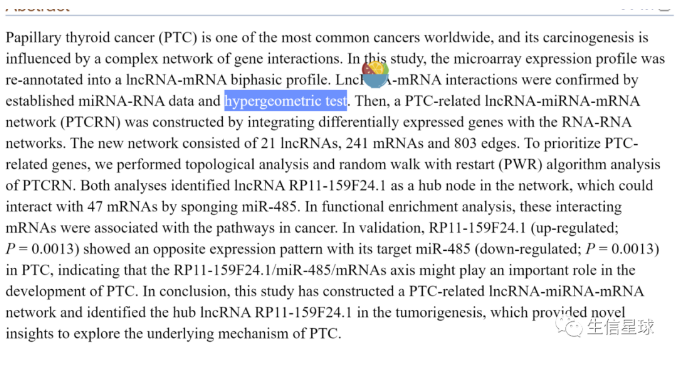 Papillary thyroid cancer (PTC) is one of the most common cancers worldwide, and its carcinogenesis is
influenced by a complex network of gene interactions. In this study, the microarray expression profile was
re-annotated into a lncRNA-mRNA biphasic profile. LncRNA-mRNA interactions were confirmed by
established miRNA-RNA data and hypergeometric test. Then, a PTC-related lncRNA-miRNA-mRNA
network (PTCRN) was constructed by integrating differentially expressed genes with the RNA-RNA
networks. The new network consisted of 21 lncRNAs, 241 mRNAs and 803 edges. To prioritize PTC-
related genes, we performed topological analysis and random walk with restart (PWR) algorithm analysis
of PTCRN. Both analyses identified lncRNA RP11-159F24.1 as a hub node in the network, which could
interact with 47 mRNAs by sponging miR-485. In functional enrichment analysis, these interacting
mRNAs were associated with the pathways in cancer. In validation, RP11-159F24.1 (up-regulated;
P = 0.0013) showed an opposite expression pattern with its target miR-485 (down-regulated; P = 0.0013)
in PTC, indicating that the RP11-159F24.1/miR-485/mRNAs axis might play an important role in the
development of PTC. In conclusion, this study has constructed a PTC-related lncRNA-miRNA-mRNA
network and identified the hub lncRNA RP11-159F24.1 in the tumorigenesis, which provided novel
insights to explore the underlying mechanism of PTC.
生信星球